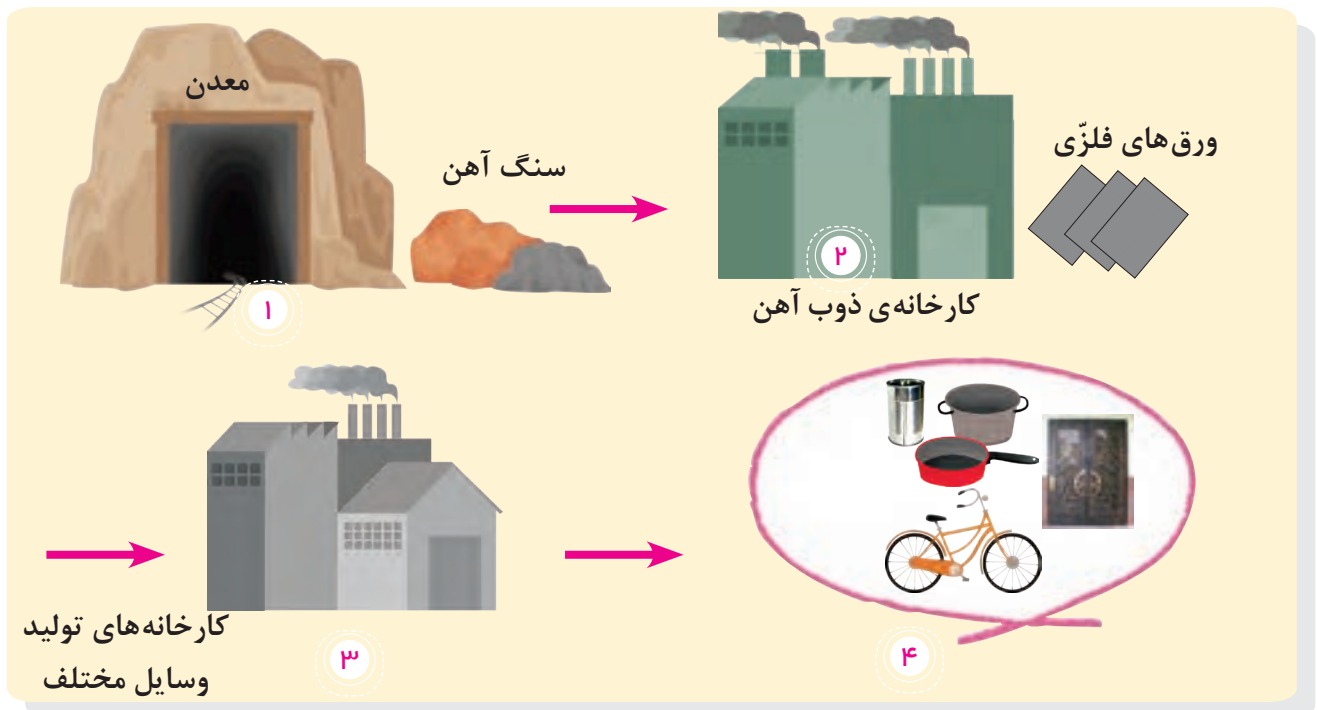 معدن
سنگ آهن
۱
ورق‌های فلزّی
۲
کارخانه‌ی ذوب آهن
کارخانه‌های تولید
وسایل مختلف
۳
۴